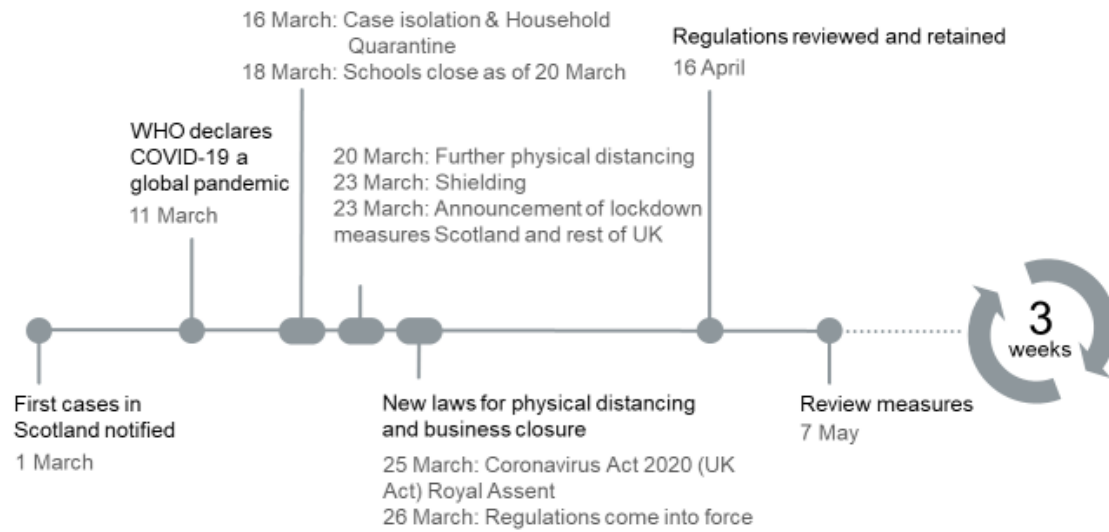 16 March: Case isolation & Household
Quarantine
18 March: Schools close as of 20 March
Regulations reviewed and retained
16 April
WHO declares
COVID-19 a
global pandemic
11 March
20 March: Further physical distancing
23 March: Shielding
23 March: Announcement of lockdown
measures Scotland and rest of UK
3
weeks
First cases in
Scotland notified
1 March
New laws for physical distancing
and business closure
25 March: Coronavirus Act 2020 (UK
Act) Royal Assent
26 March: Regulations come into force
Review measures
7 May